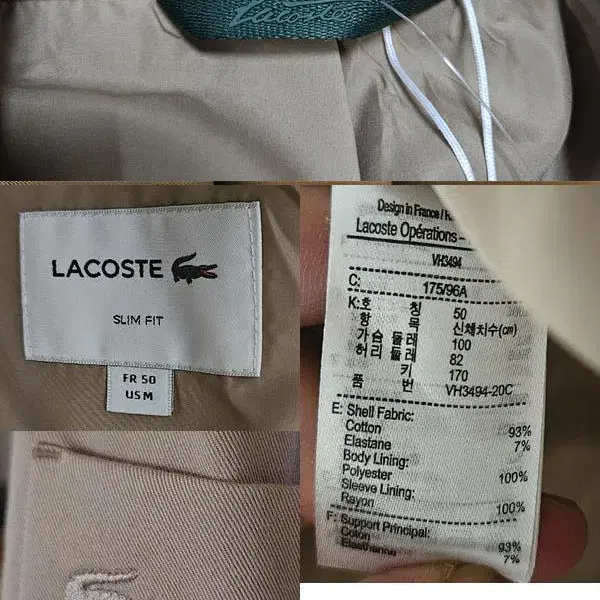 Lacoste
LACOSTE
SLIM FIT
FR 50
US M
Design in France /
Lacoste Opérations –
VH3494
C: 175/96A
K:호 칭 50
항 목 신체치수(cm)
가슴 둘레 100
허리 둘레 82
키 170
품 번 VH3494-20C
E: Shell Fabric:
Cotton 93%
Elastane 7%
Body Lining:
Polyester 100%
Sleeve Lining:
Rayon 100%
F: Support Principal:
Coton 93%
Elasthanne 7%